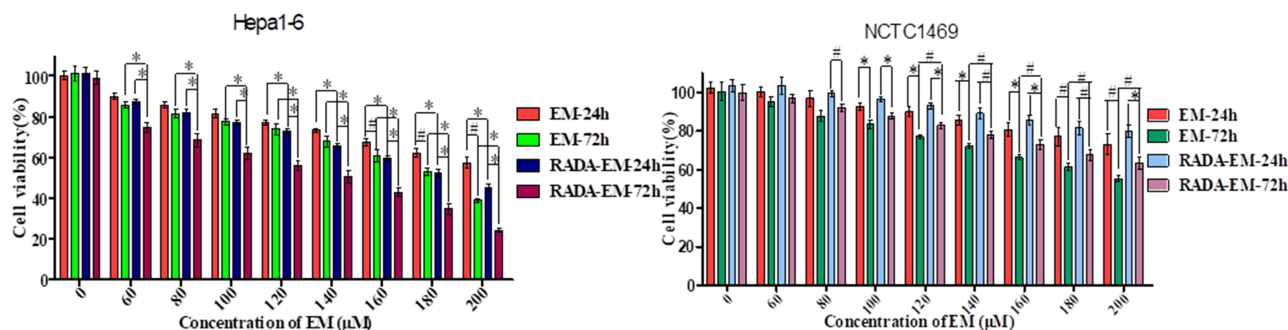 Hepa1-6
Cell viability(%)
100
80
60
40
20
0
0
60
80
100
120
140
160
180
200
Concentration of EM (μM)
EM-24h
EM-72h
RADA-EM-24h
RADA-EM-72h
NCTC1469
Cell viability(%)
100
80
60
40
20
0
0
60
80
100
120
140
160
180
200
Concentration of EM (μM)
EM-24h
EM-72h
RADA-EM-24h
RADA-EM-72h